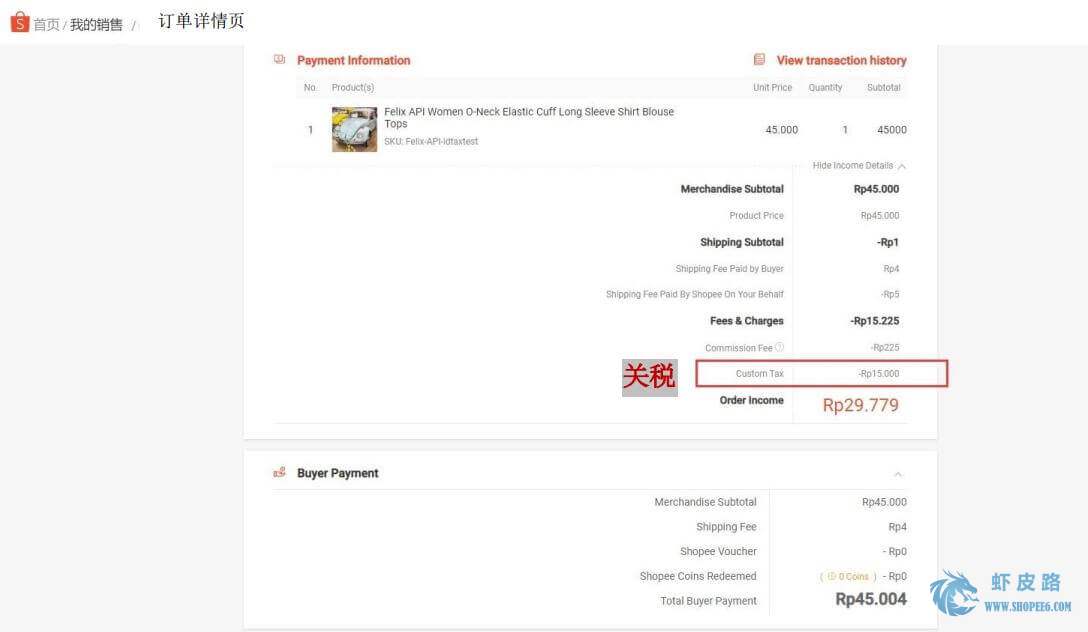 首页 / 我的销售 / 订单详情页
Payment Information
View transaction history
No. Product(s) Unit Price Quantity Subtotal
Felix API Women O-Neck Elastic Cuff Long Sleeve Shirt Blouse
Tops
1 45.000 1 45000
SKU: Felix-API-idtaxtest
Hide Income Details
Merchandise Subtotal Rp45.000
Product Price Rp45.000
Shipping Subtotal -Rp1
Shipping Fee Paid by Buyer Rp4
Shipping Fee Paid By Shopee On Your Behalf -Rp5
Fees & Charges -Rp15.225
Commission Fee -Rp225
关税 Custom Tax -Rp15.000
Order Income Rp29.779
Buyer Payment
Merchandise Subtotal Rp45.000
Shipping Fee Rp4
Shopee Voucher - Rp0
Shopee Coins Redeemed ( 0 Coins ) - Rp0
Total Buyer Payment Rp45.004
虾皮路
WWW.SHOPEE6.COM